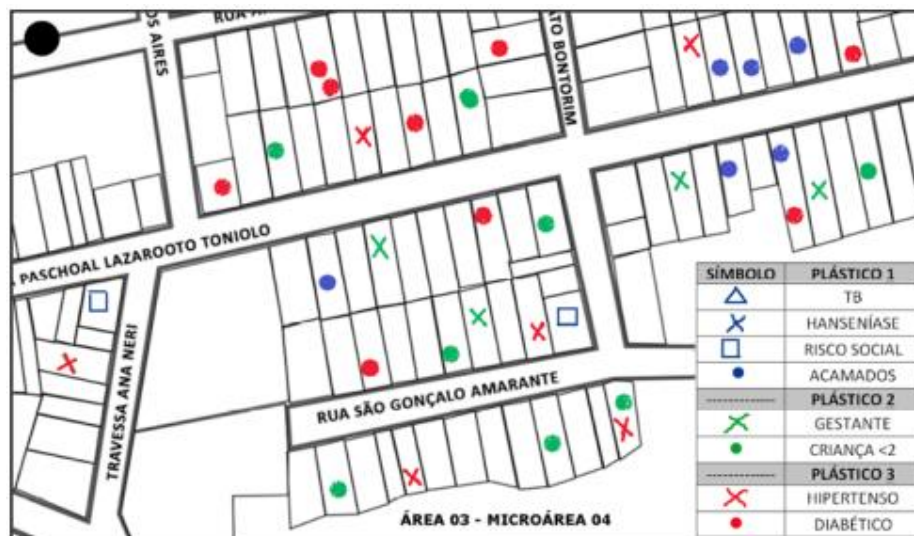 RUA
OS AIRES
ATO BONTORIM
PASCHOAL LAZAROOTO TONIOLO
TRAVESSA ANA NERI
RUA SÃO GONÇALO AMARANTE
ÁREA 03 - MICROÁREA 04
SÍMBOLO PLÁSTICO 1
TB
HANSENÍASE
RISCO SOCIAL
ACAMADOS
------------ PLÁSTICO 2
GESTANTE
CRIANÇA <2
------------ PLÁSTICO 3
HIPERTENSO
DIABÉTICO